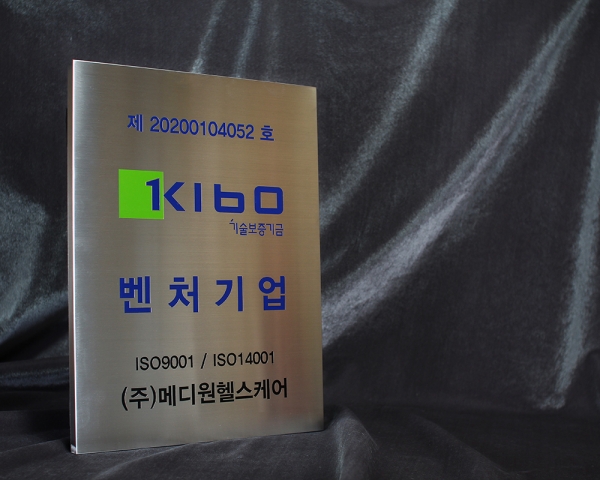 제 20200104052 호
KIBO
기술보증기금
벤처기업
ISO9001 / ISO14001
(주)메디원헬스케어